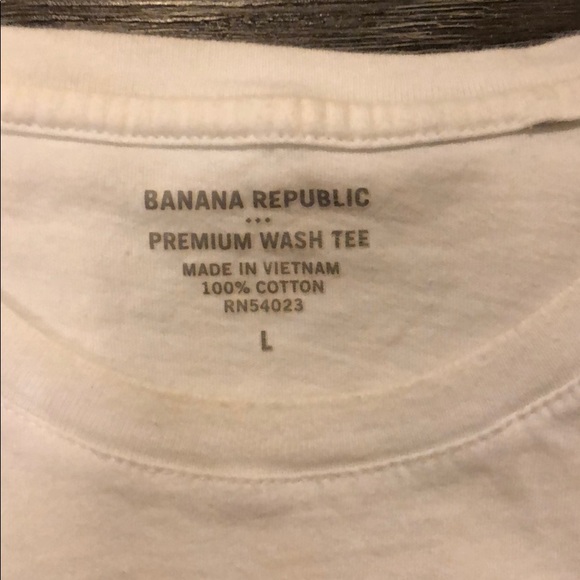 BANANA REPUBLIC
•••
PREMIUM WASH TEE
MADE IN VIETNAM
100% COTTON
RN54023
L